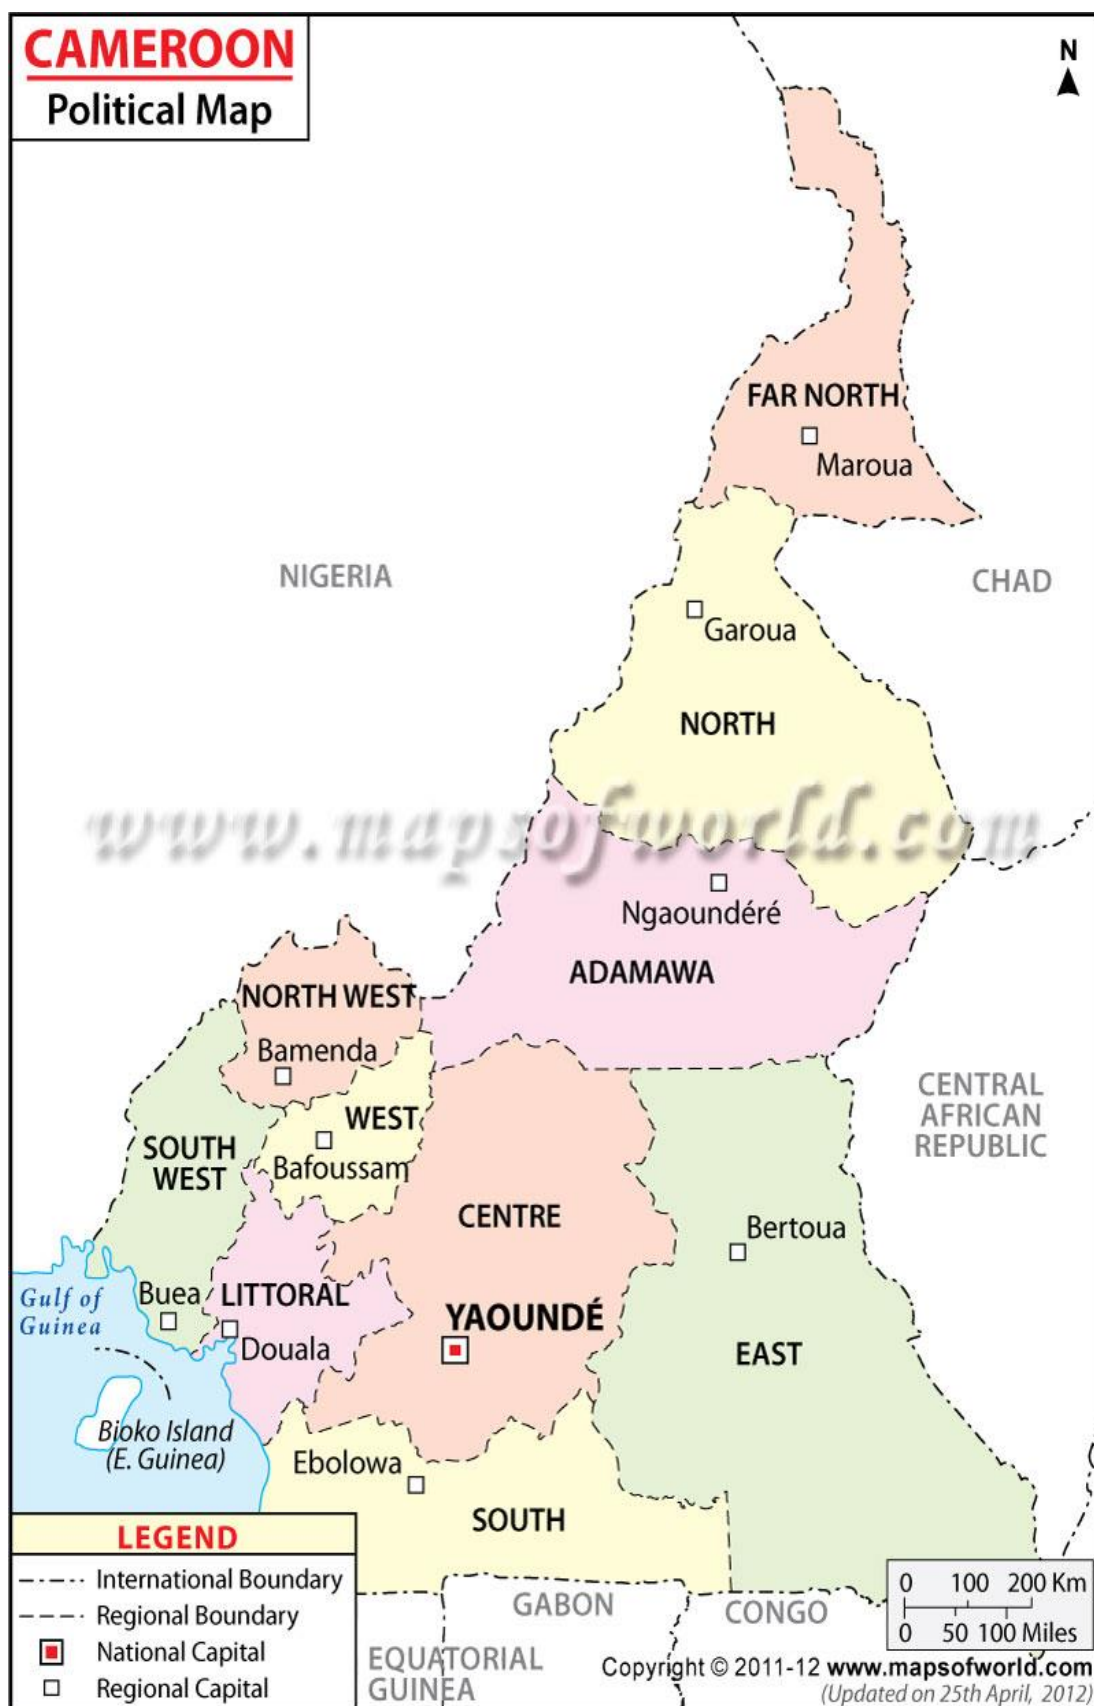 CAMEROON
Political Map
N
FAR NORTH
Maroua
NIGERIA
CHAD
Garoua
NORTH
www.mapsofworld.com
Ngaoundéré
ADAMAWA
NORTH WEST
Bamenda
CENTRAL
AFRICAN
REPUBLIC
WEST
SOUTH
WEST
Bafoussam
CENTRE
Bertoua
Buea
LITTORAL
Gulf of
Guinea
YAOUNDÉ
Douala
EAST
Bioko Island
(E. Guinea)
Ebolowa
SOUTH
LEGEND
International Boundary
Regional Boundary
National Capital
Regional Capital
0 100 200 Km
0 50 100 Miles
GABON
CONGO
EQUATORIAL
GUINEA
Copyright © 2011-12 www.mapsofworld.com
(Updated on 25th April, 2012)